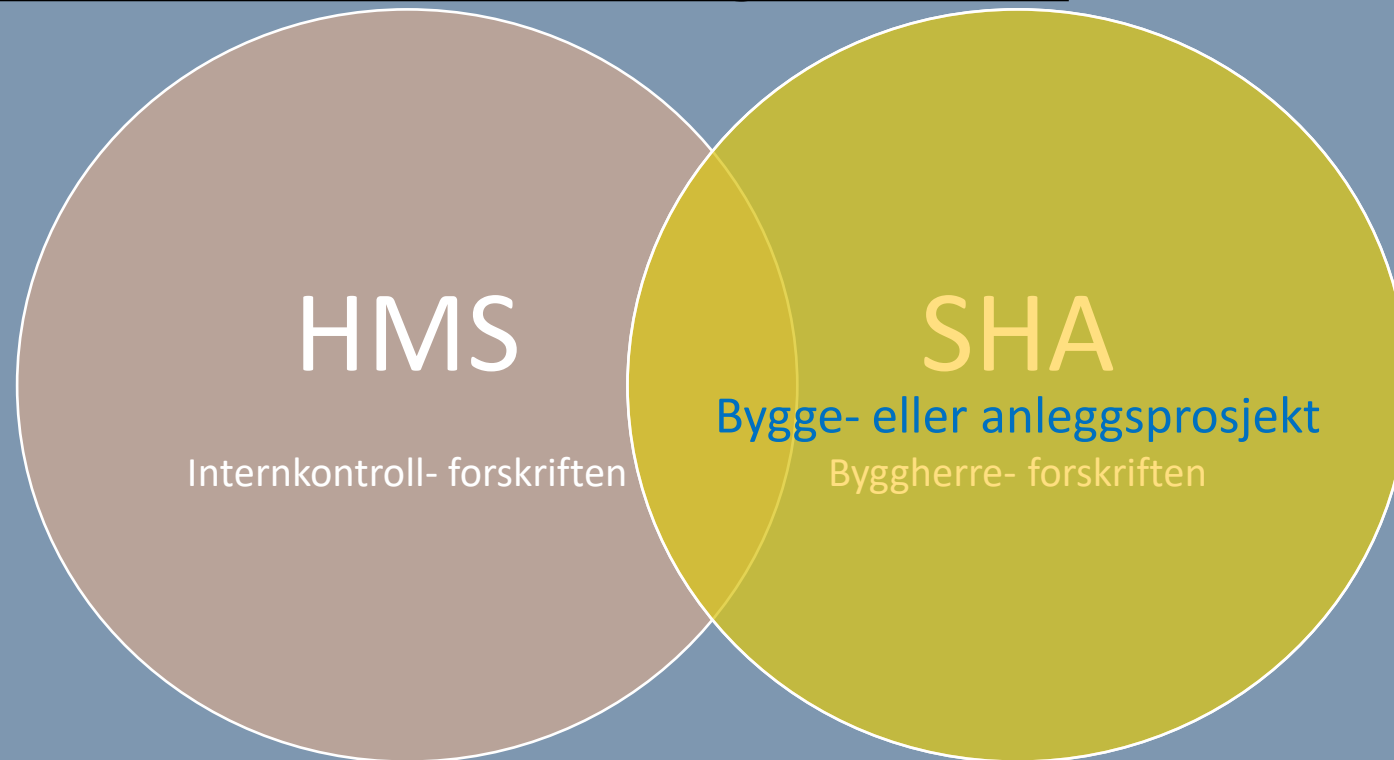 HMS
Internkontroll- forskriften
SHA
Bygge- eller anleggsprosjekt
Byggherre- forskriften